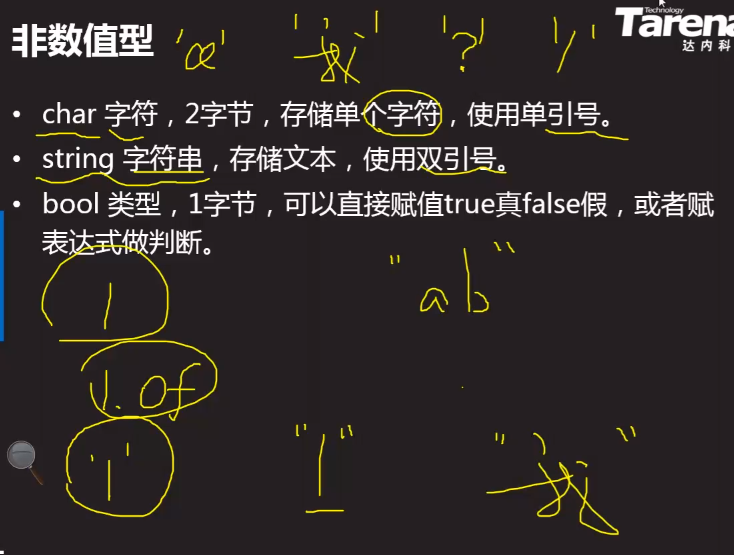 Technology
Tarena
达内科
非数值型 'a' '我' '?' '1'
• char 字符，2字节，存储单个字符，使用单引号。
• string 字符串，存储文本，使用双引号。
• bool 类型，1字节，可以直接赋值true真false假，或者赋
表达式做判断。
1 "ab"
1.0f
'1' "1" "我"